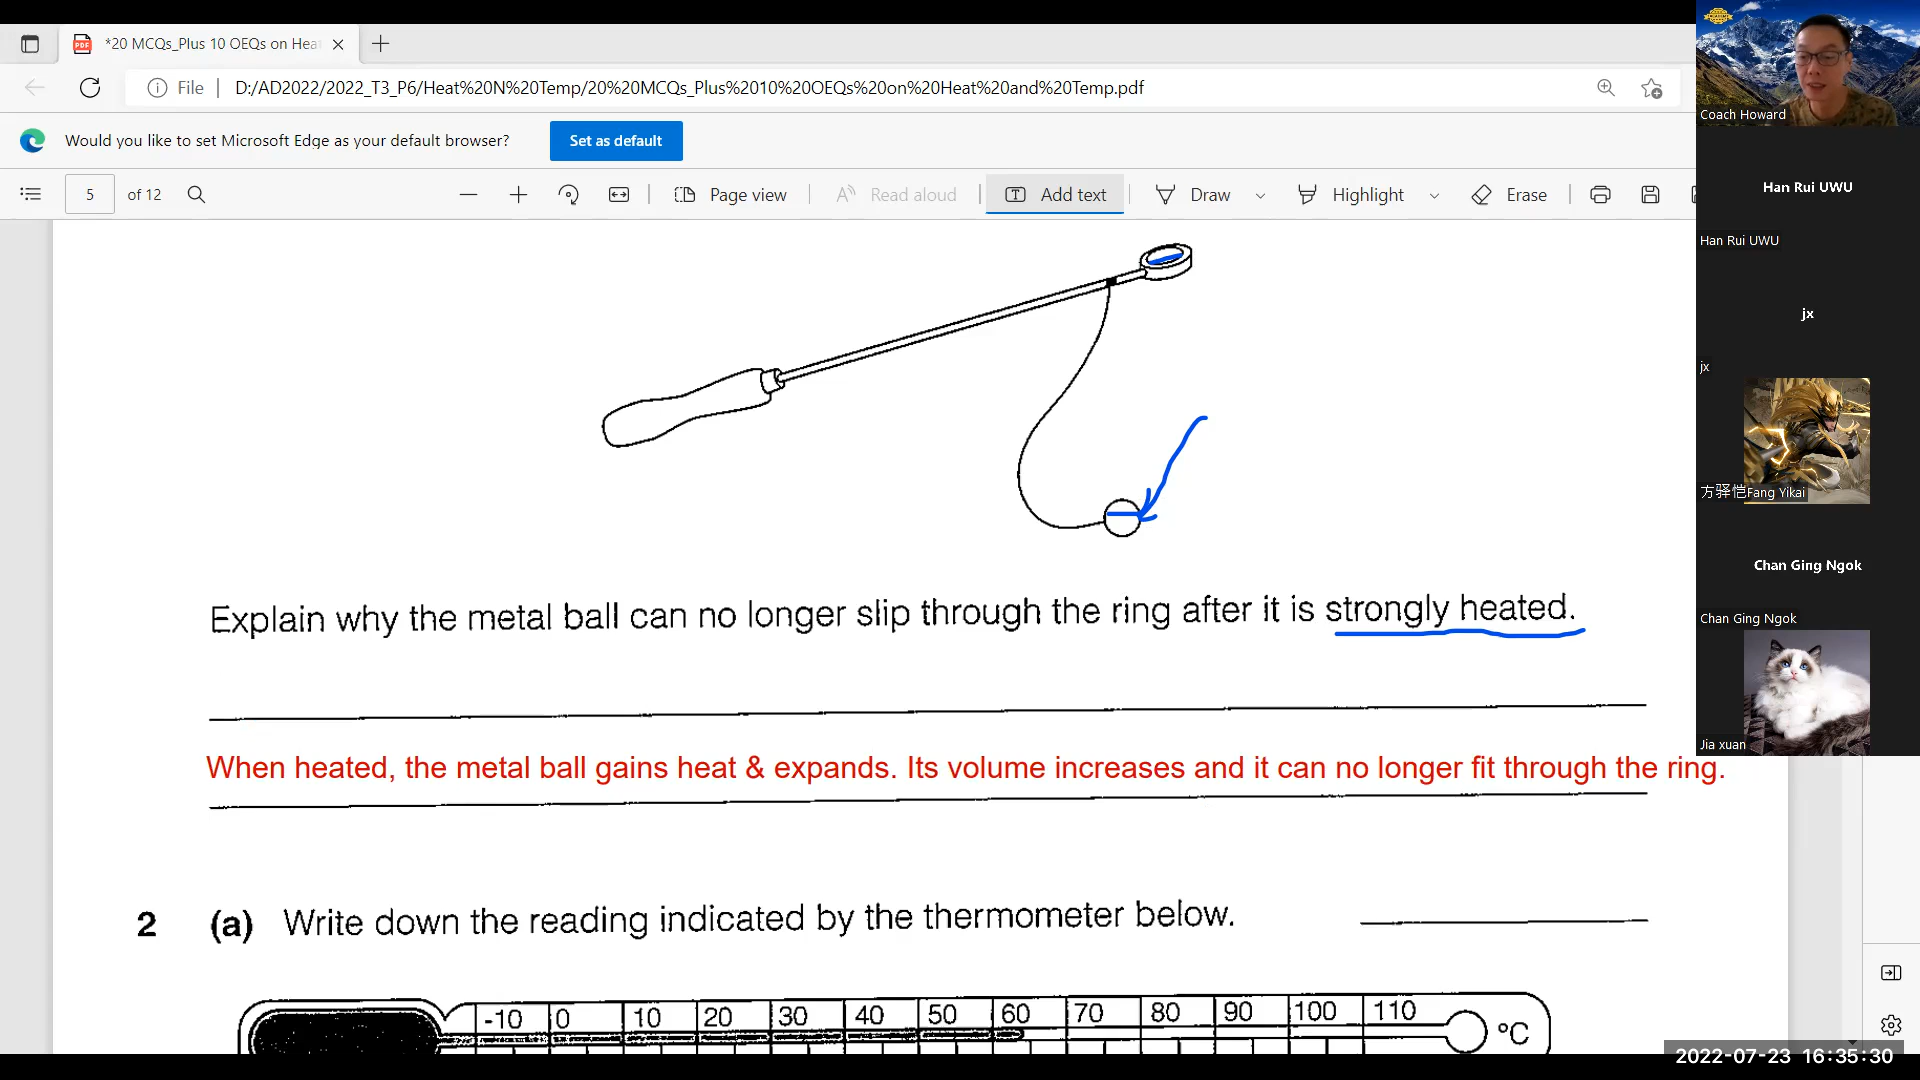 *20 MCQs_Plus 10 OEQs on Hea
File
D:/AD2022/2022_T3_P6/Heat%20N%20Temp/20%20MCQs_Plus%2010%20OEQs%20on%20Heat%20and%20Temp.pdf
Would you like to set Microsoft Edge as your default browser?
Set as default
5 of 12
Page view
Read aloud
Add text
Draw
Highlight
Erase
Explain why the metal ball can no longer slip through the ring after it is strongly heated.
When heated, the metal ball gains heat & expands. Its volume increases and it can no longer fit through the ring.
2 (a) Write down the reading indicated by the thermometer below.
-10 0 10 20 30 40 50 60 70 80 90 100 110 °C
Coach Howard
Han Rui UWU
Han Rui UWU
jx
jx
方驿恺Fang Yikai
Chan Ging Ngok
Chan Ging Ngok
Jia xuan
2022-07-23 16:35:30